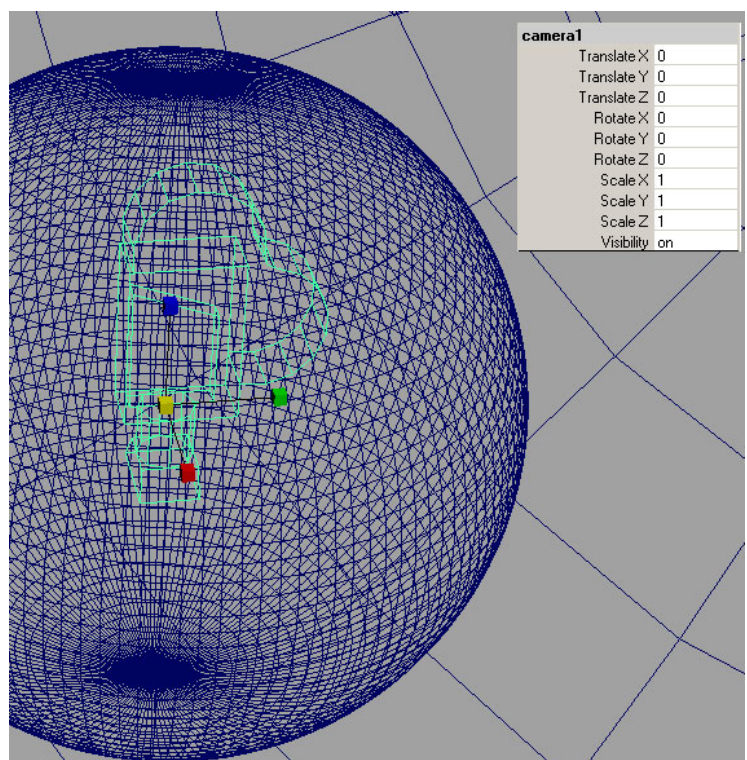 camera1
Translate X 0
Translate Y 0
Translate Z 0
Rotate X 0
Rotate Y 0
Rotate Z 0
Scale X 1
Scale Y 1
Scale Z 1
Visibility on